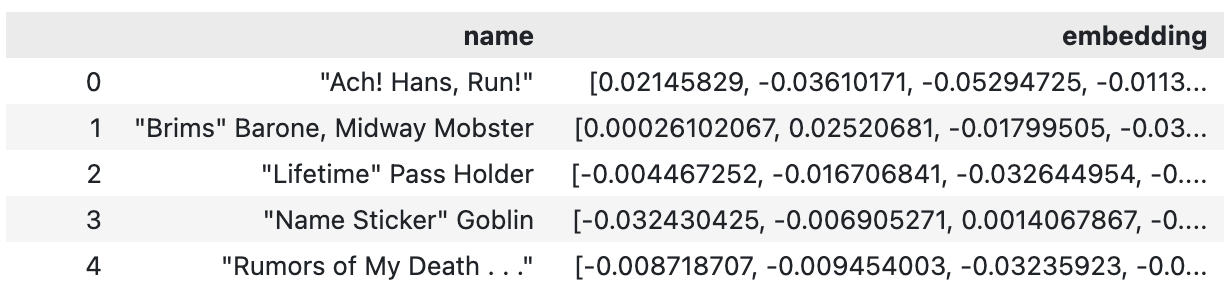 name embedding
0 "Ach! Hans, Run!" [0.02145829, -0.03610171, -0.05294725, -0.0113...
1 "Brims" Barone, Midway Mobster [0.00026102067, 0.02520681, -0.01799505, -0.03...
2 "Lifetime" Pass Holder [-0.004467252, -0.016706841, -0.032644954, -0....
3 "Name Sticker" Goblin [-0.032430425, -0.006905271, 0.0014067867, -0....
4 "Rumors of My Death . . ." [-0.008718707, -0.009454003, -0.03235923, -0.0...